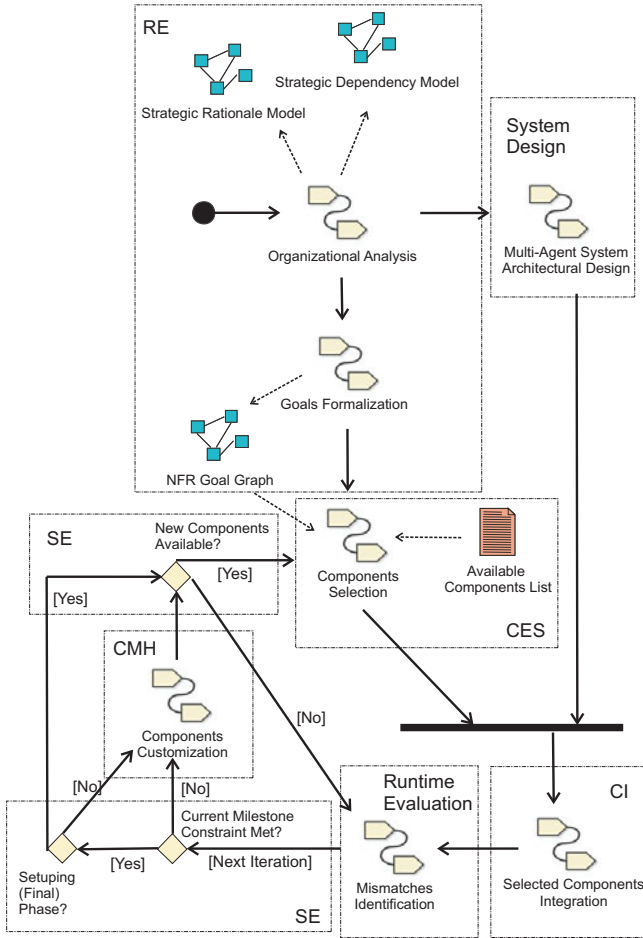 RE
Strategic Dependency Model
Strategic Rationale Model
System
Design
Organizational Analysis
Multi-Agent System
Architectural Design
Goals Formalization
NFR Goal Graph
SE
New Components
Available?
[Yes]
[Yes]
Components
Selection
Available
Components List
CES
CMH
Components
Customization
[No]
[No]
[No]
Runtime
Evaluation
CI
Current Milestone
Constraint Met?
[Yes]
[Next Iteration]
Setuping
(Final)
Phase?
SE
Mismatches
Identification
Selected Components
Integration